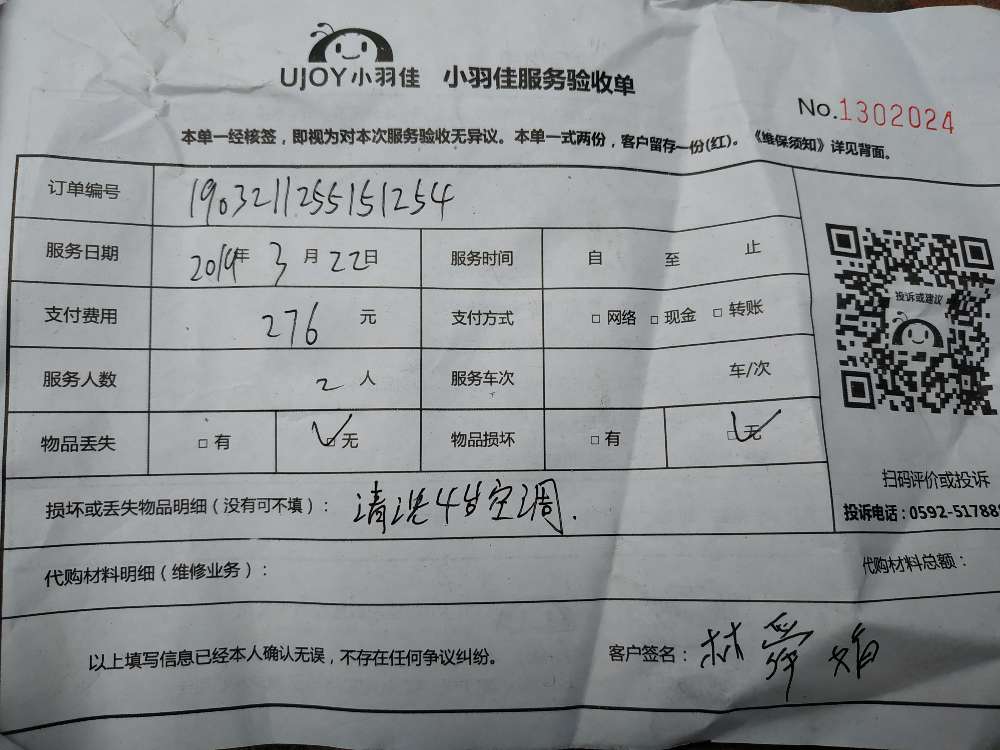 UJOY小羽佳 小羽佳服务验收单
No.1302024
本单一经核签，即视为对本次服务验收无异议。本单一式两份，客户留存一份(红)。《维保须知》详见背面。
订单编号 190321125515​1254
服务日期 2019年 3月 22日 服务时间 自 至 止
支付费用 276 元 支付方式 □ 网络 □ 现金 □ 转账
服务人数 2 人 服务车次 车/次
物品丢失 □ 有 ☑ 无 物品损坏 □ 有 ☑ 无
投诉或建议
扫码评价或投诉
投诉电话：0592-51788
损坏或丢失物品明细（没有可不填）： 清洗4台空调.
代购材料明细（维修业务）： 代购材料总额：
以上填写信息已经本人确认无误，不存在任何争议纠纷。 客户签名： 林 娟